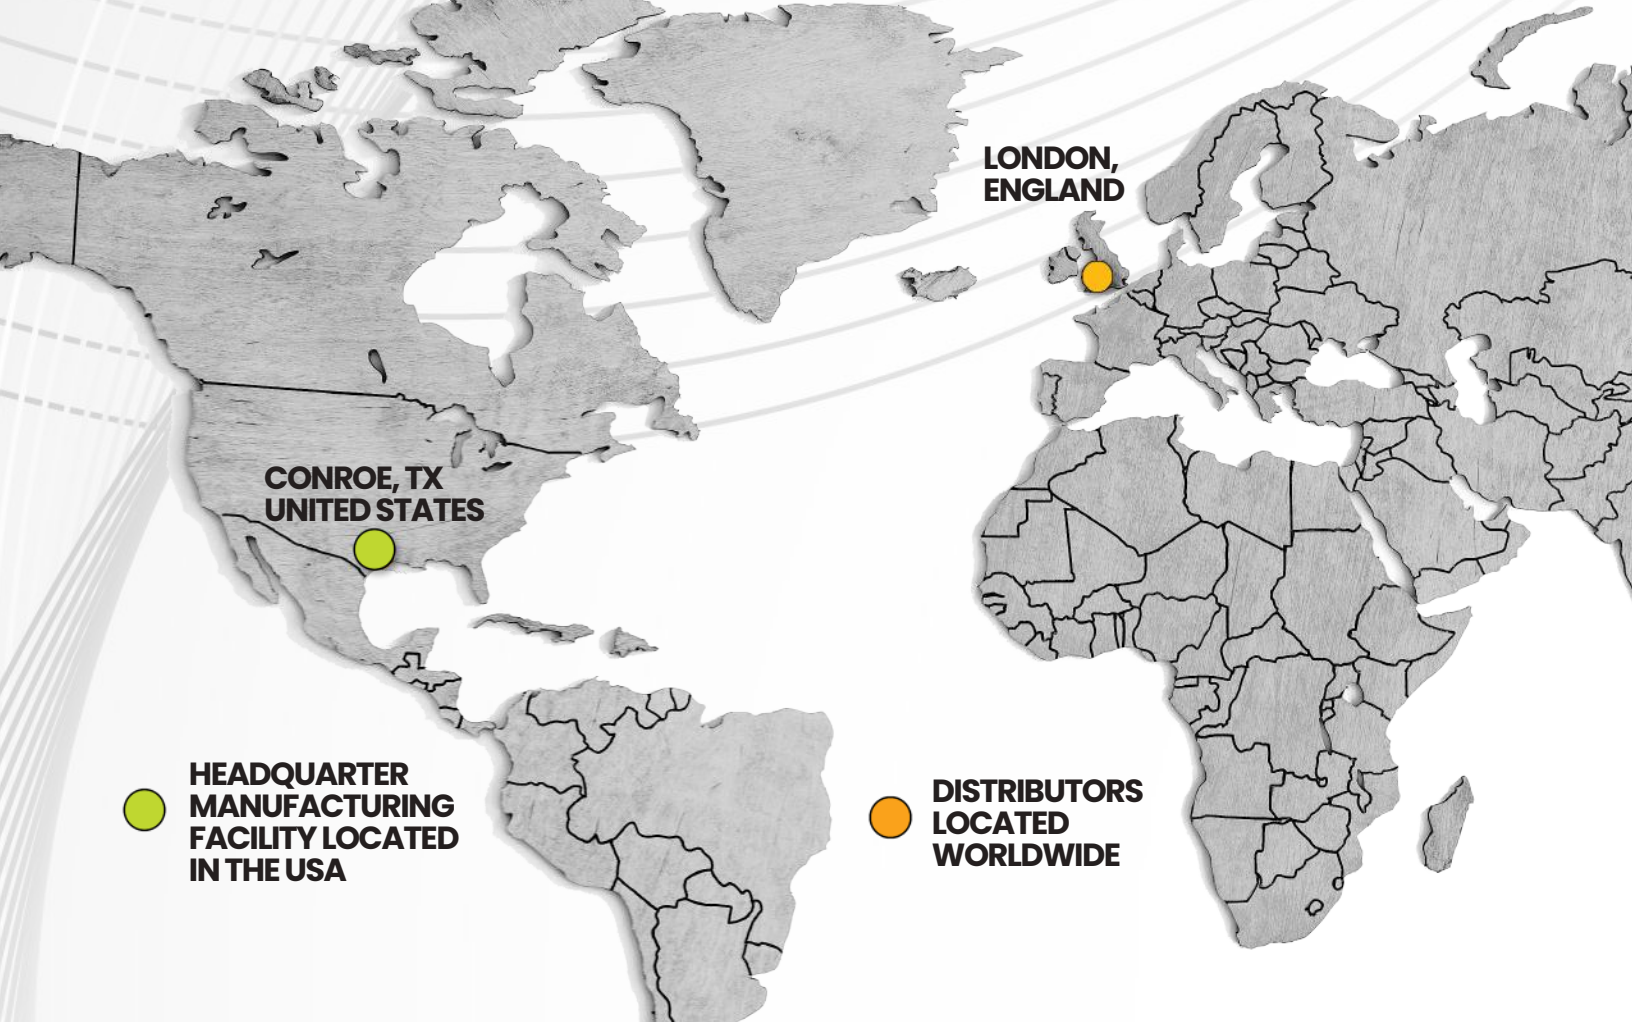 LONDON,
ENGLAND
CONROE, TX
UNITED STATES
HEADQUARTER
MANUFACTURING
FACILITY LOCATED
IN THE USA
DISTRIBUTORS
LOCATED
WORLDWIDE